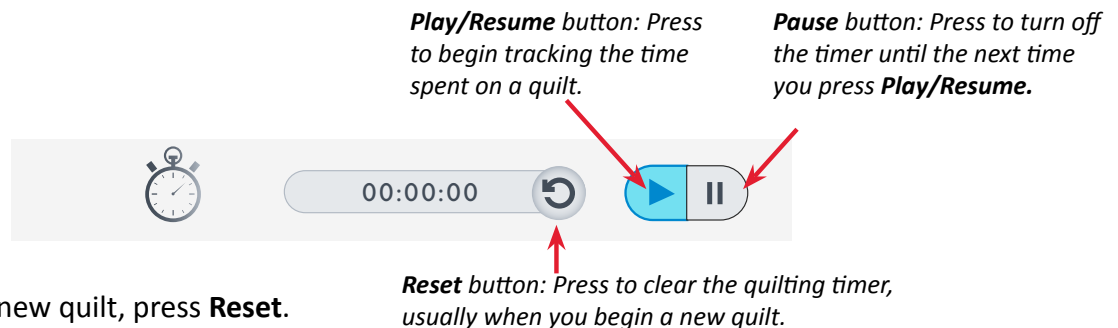 Play/Resume button: Press
to begin tracking the time
spent on a quilt.
Pause button: Press to turn off
the timer until the next time
you press Play/Resume.
00:00:00
Reset button: Press to clear the quilting timer,
usually when you begin a new quilt.
new quilt, press Reset.